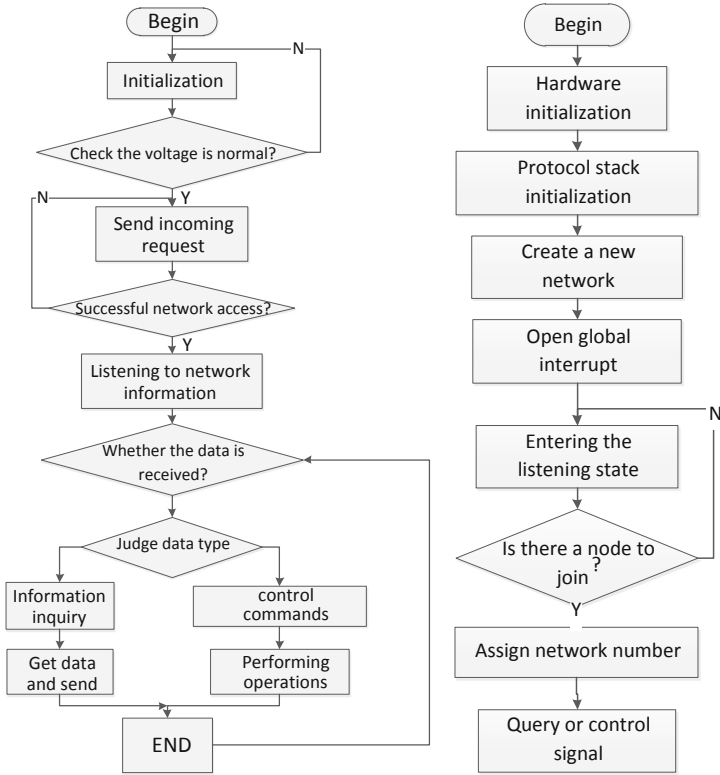 Begin
N
Initialization
Check the voltage is normal?
N
Y
Send incoming
request
Successful network access?
Y
Listening to network
information
Whether the data is
received?
Judge data type
Information
inquiry
control
commands
Get data
and send
Performing
operations
END
Begin
Hardware
initialization
Protocol stack
initialization
Create a new
network
Open global
interrupt
N
Entering the
listening state
Is there a node to
join?
Y
Assign network number
Query or control
signal